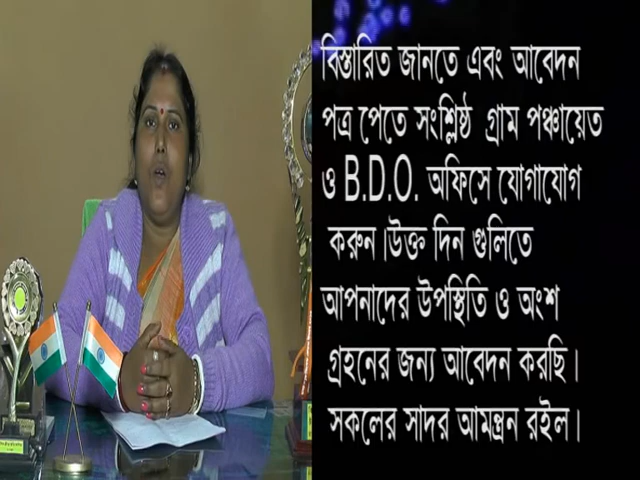 বিস্তারিত জানতে এবং আবেদন
পত্র পেতে সংশ্লিষ্ঠ গ্রাম পঞ্চায়েত
ও B.D.O. অফিসে যোগাযোগ
করুন।উক্ত দিন গুলিতে
আপনাদের উপস্থিতি ও অংশ
গ্রহনের জন্য আবেদন করছি।
সকলের সাদর আমন্ত্রন রইল।